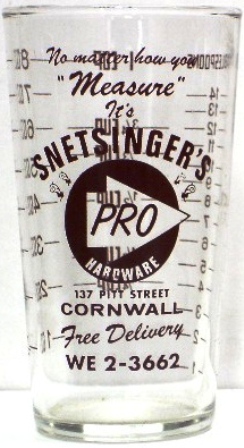 No matter how you
"Measure"
It's
SNETSINGER'S
PRO
HARDWARE
137 PITT STREET
CORNWALL
Free Delivery
WE 2-3662